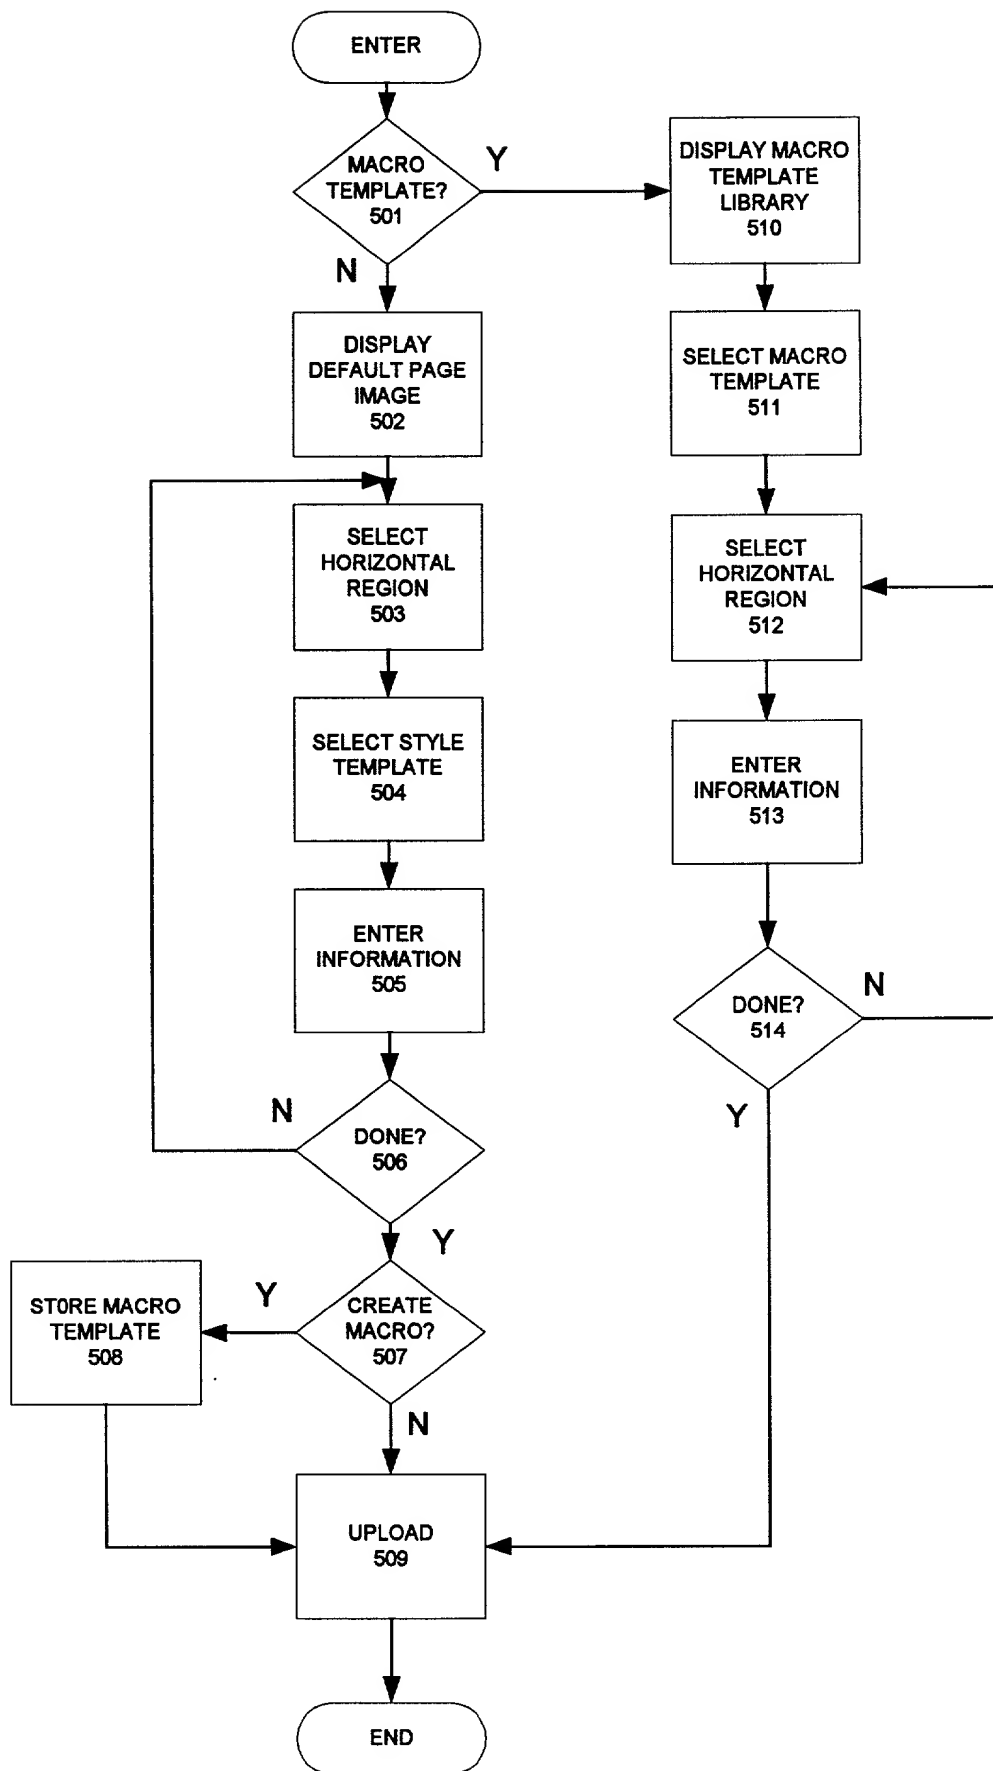 ENTER
MACRO
TEMPLATE?
501
Y
N
DISPLAY MACRO
TEMPLATE
LIBRARY
510
DISPLAY
DEFAULT PAGE
IMAGE
502
SELECT MACRO
TEMPLATE
511
SELECT
HORIZONTAL
REGION
503
SELECT
HORIZONTAL
REGION
512
SELECT STYLE
TEMPLATE
504
ENTER
INFORMATION
513
ENTER
INFORMATION
505
DONE?
514
N
Y
N
DONE?
506
Y
CREATE
MACRO?
507
Y
N
ST0RE MACRO
TEMPLATE
508
UPLOAD
509
END